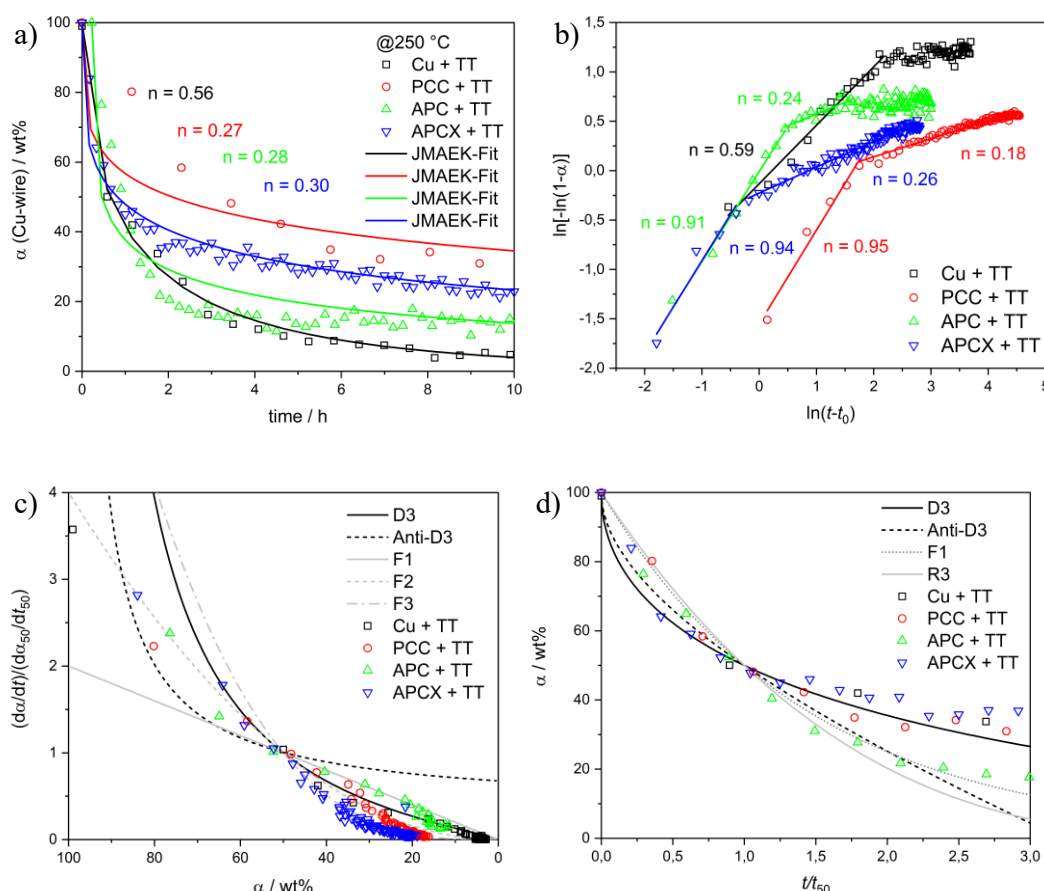 a)
α (Cu-wire) / wt%
100
80
60
40
20
0
@250 °C
Cu + TT
PCC + TT
APC + TT
APCX + TT
JMAEK-Fit
JMAEK-Fit
JMAEK-Fit
JMAEK-Fit
n = 0.56
n = 0.27
n = 0.28
n = 0.30
0 2 4 6 8 10
time / h
b)
ln[-ln(1-α)]
1,5
1,0
0,5
0,0
-0,5
-1,0
-1,5
-2,0
n = 0.24
n = 0.59
n = 0.18
n = 0.26
n = 0.91
n = 0.94
n = 0.95
Cu + TT
PCC + TT
APC + TT
APCX + TT
-2 -1 0 1 2 3 4 5
ln(t-t0)
c)
(dα/dt)/(dα50/dt50)
4
3
2
1
0
D3
Anti-D3
F1
F2
F3
Cu + TT
PCC + TT
APC + TT
APCX + TT
100 80 60 40 20 0
α / wt%
d)
α / wt%
100
80
60
40
20
0
D3
Anti-D3
F1
R3
Cu + TT
PCC + TT
APC + TT
APCX + TT
0,0 0,5 1,0 1,5 2,0 2,5 3,0
t/t50